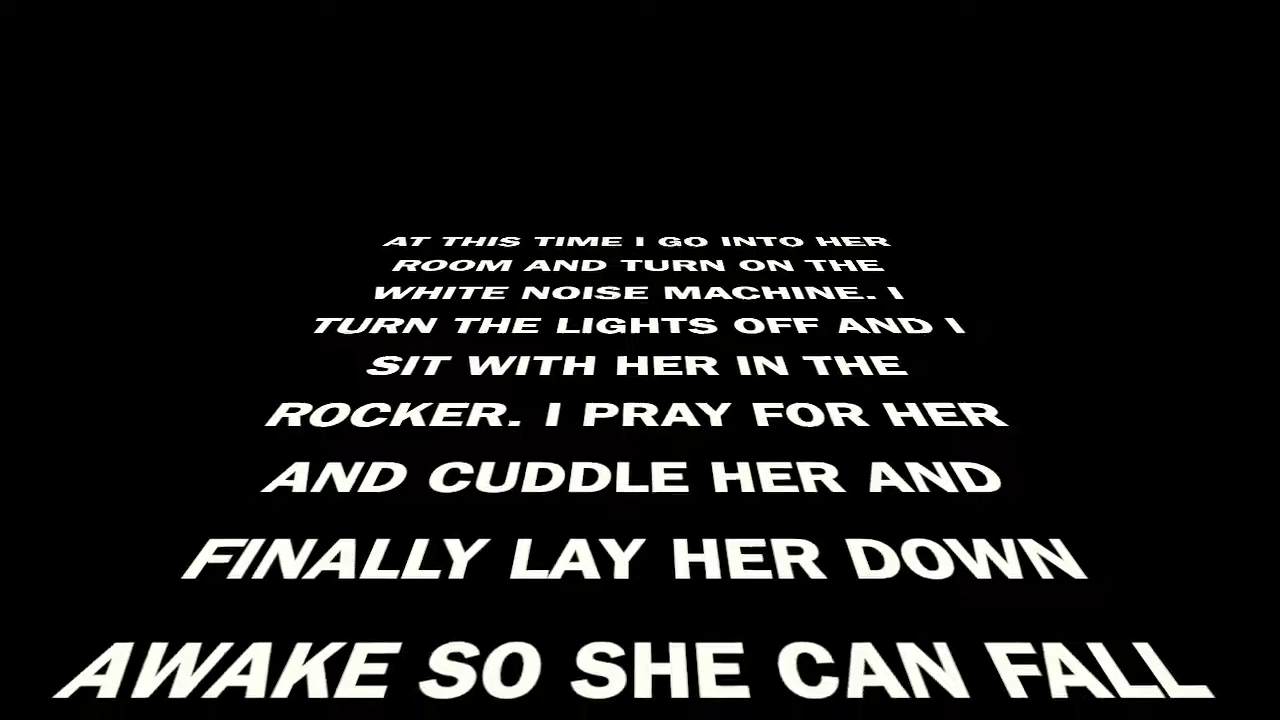 AT THIS TIME I GO INTO HER
ROOM AND TURN ON THE
WHITE NOISE MACHINE. I
TURN THE LIGHTS OFF AND I
SIT WITH HER IN THE
ROCKER. I PRAY FOR HER
AND CUDDLE HER AND
FINALLY LAY HER DOWN
AWAKE SO SHE CAN FALL